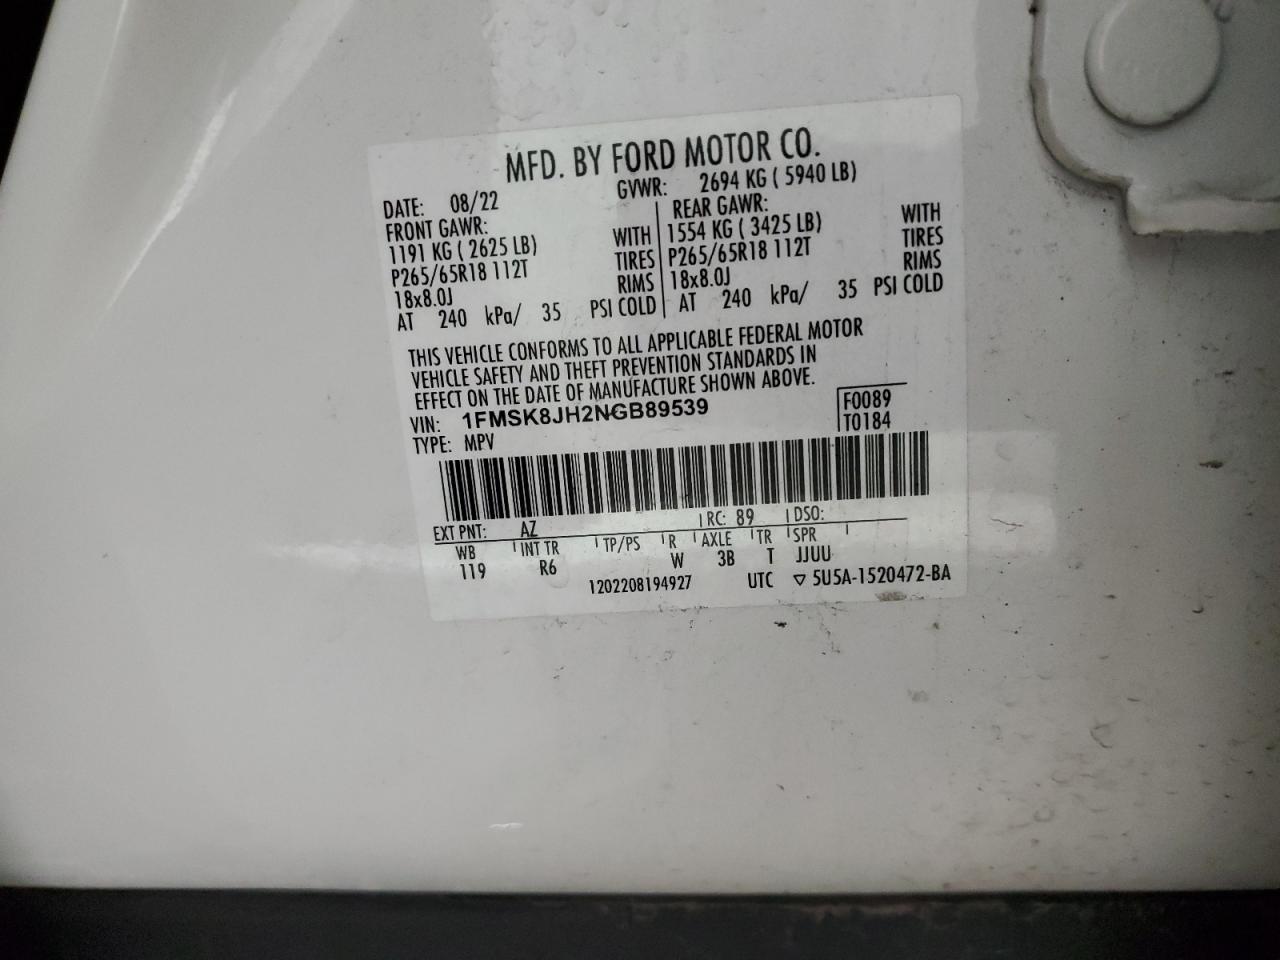 MFD. BY FORD MOTOR CO.
DATE: 08/22 GVWR: 2694 KG ( 5940 LB)
FRONT GAWR: REAR GAWR:
1191 KG ( 2625 LB) WITH 1554 KG ( 3425 LB) WITH
P265/65R18 112T TIRES P265/65R18 112T TIRES
18x8.0J RIMS 18x8.0J RIMS
AT 240 kPa/ 35 PSI COLD AT 240 kPa/ 35 PSI COLD
THIS VEHICLE CONFORMS TO ALL APPLICABLE FEDERAL MOTOR
VEHICLE SAFETY AND THEFT PREVENTION STANDARDS IN
EFFECT ON THE DATE OF MANUFACTURE SHOWN ABOVE.
VIN: 1FMSK8JH2NGB89539 F0089
TYPE: MPV T0184
EXT PNT: AZ RC: 89 DSO:
WB INT TR TP/PS R AXLE TR SPR
119 R6 W 3B T JJUU
1202208194927 UTC ▽ 5U5A-1520472-BA